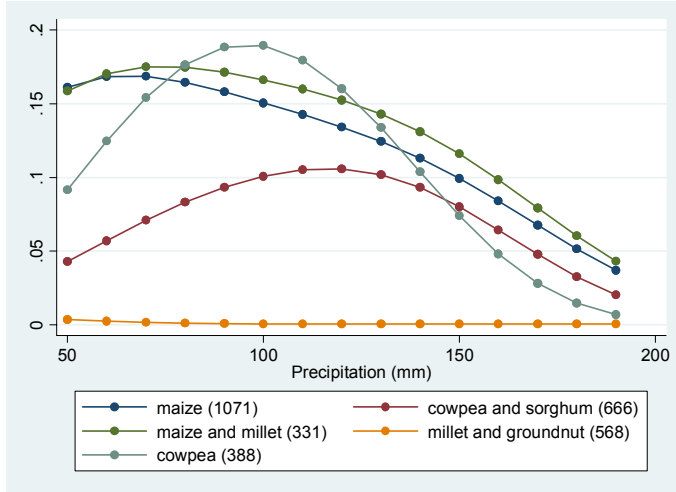 .2
.15
.1
.05
0
50
100
150
200
Precipitation (mm)
maize (1071)
cowpea and sorghum (666)
maize and millet (331)
millet and groundnut (568)
cowpea (388)